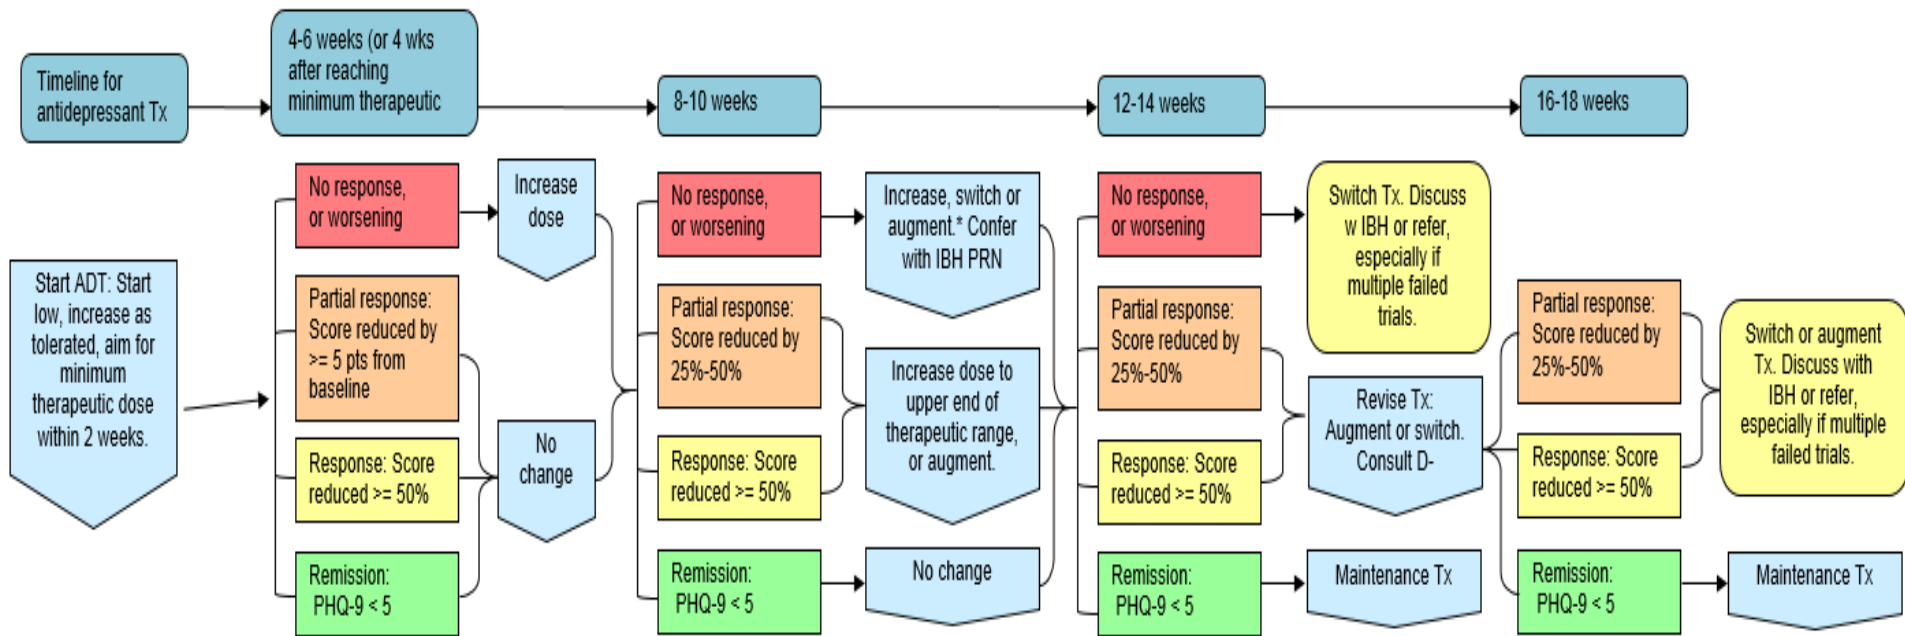 Timeline for
antidepressant Tx
4-6 weeks (or 4 wks
after reaching
minimum therapeutic
8-10 weeks
12-14 weeks
16-18 weeks
Start ADT: Start
low, increase as
tolerated, aim for
minimum
therapeutic dose
within 2 weeks.
No response,
or worsening
Partial response:
Score reduced by
>= 5 pts from
baseline
Response: Score
reduced >= 50%
Remission:
PHQ-9 < 5
Increase
dose
No
change
No response,
or worsening
Partial response:
Score reduced by
25%-50%
Response: Score
reduced >= 50%
Remission:
PHQ-9 < 5
Increase, switch or
augment.* Confer
with IBH PRN
Increase dose to
upper end of
therapeutic range,
or augment.
No change
No response,
or worsening
Partial response:
Score reduced by
25%-50%
Response: Score
reduced >= 50%
Remission:
PHQ-9 < 5
Switch Tx. Discuss
w IBH or refer,
especially if
multiple failed
trials.
Revise Tx:
Augment or switch.
Consult D-
Maintenance Tx
Partial response:
Score reduced by
25%-50%
Response: Score
reduced >= 50%
Remission:
PHQ-9 < 5
Switch or augment
Tx. Discuss with
IBH or refer,
especially if multiple
failed trials.
Maintenance Tx